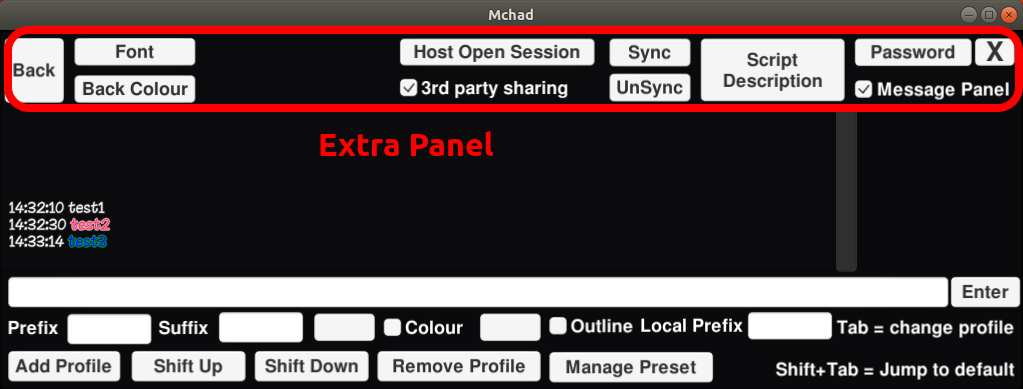 Mchad
Back
Font
Host Open Session
Sync
Script
Description
Password
X
Back Colour
3rd party sharing
UnSync
Message Panel
Extra Panel
14:32:10 test1
14:32:30 test2
14:33:14 test3
Enter
Prefix
Suffix
Colour
Outline
Local Prefix
Tab = change profile
Add Profile
Shift Up
Shift Down
Remove Profile
Manage Preset
Shift+Tab = Jump to default